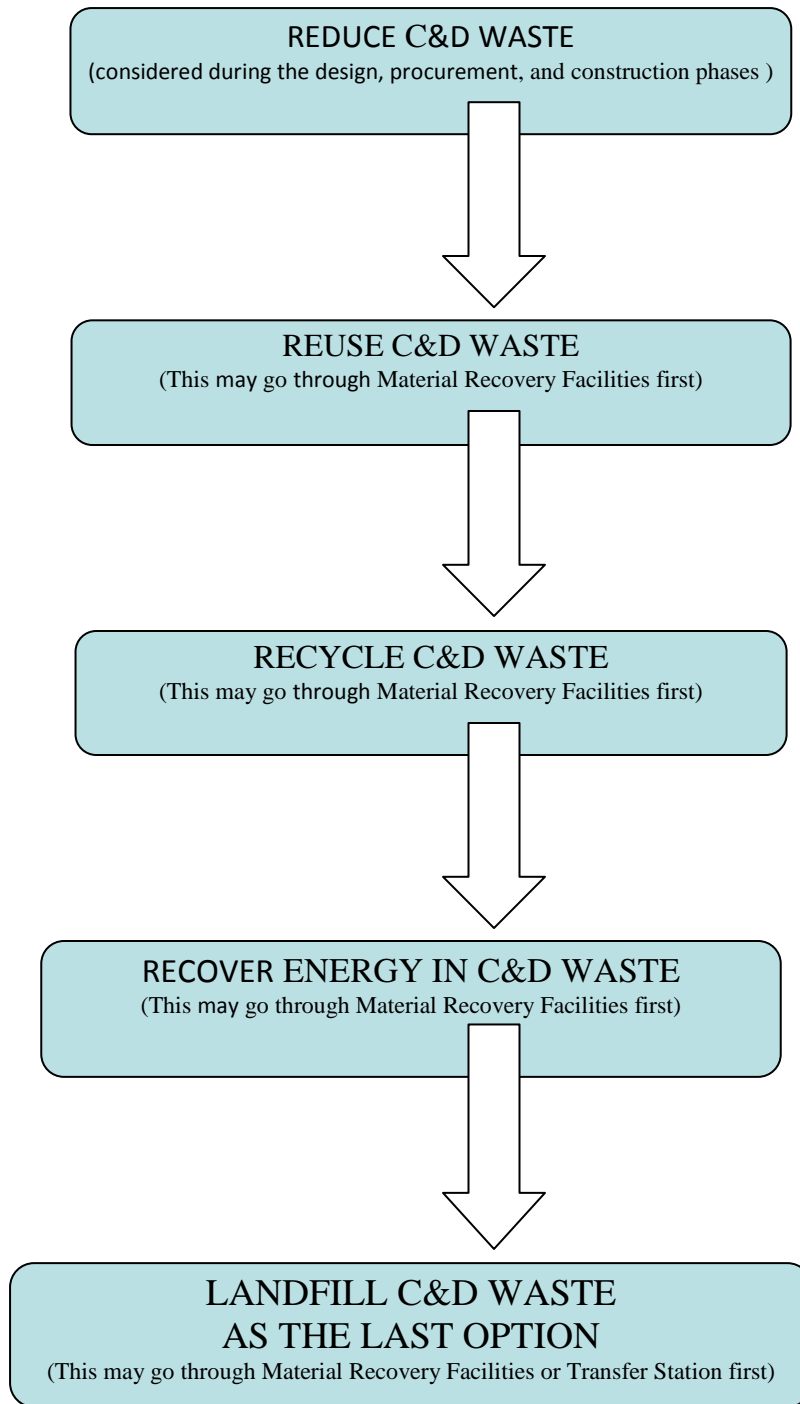 REDUCE C&D WASTE
(considered during the design, procurement, and construction phases )
REUSE C&D WASTE
(This may go through Material Recovery Facilities first)
RECYCLE C&D WASTE
(This may go through Material Recovery Facilities first)
RECOVER ENERGY IN C&D WASTE
(This may go through Material Recovery Facilities first)
LANDFILL C&D WASTE
AS THE LAST OPTION
(This may go through Material Recovery Facilities or Transfer Station first)